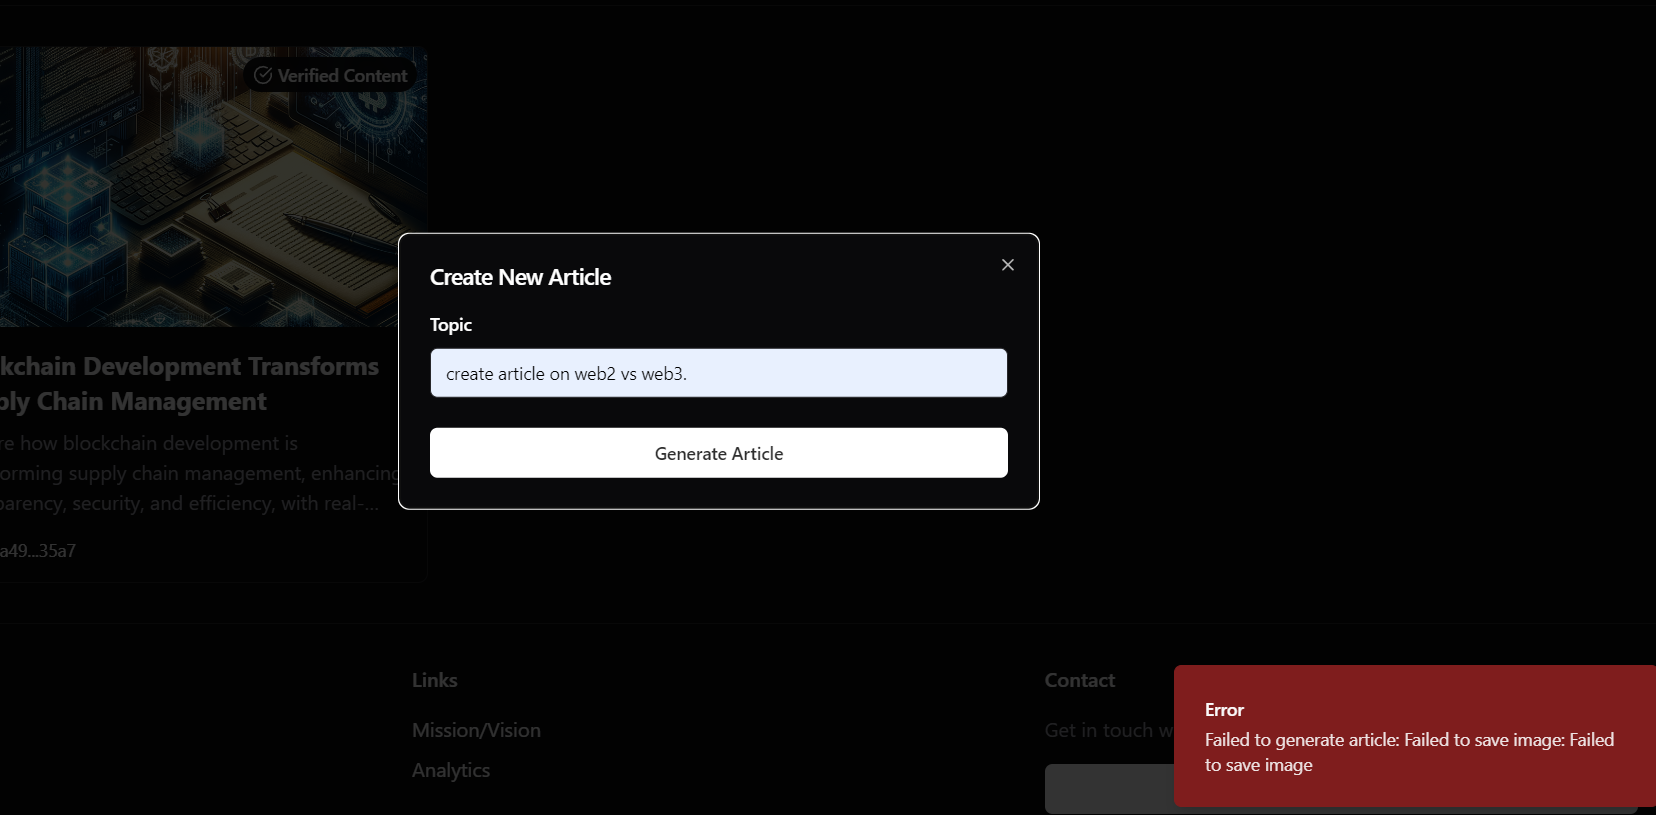 Verified Content
kchain Development Transforms
ply Chain Management
re how blockchain development is
orming supply chain management, enhancing
parency, security, and efficiency, with real-...
a49...35a7
Create New Article
Topic
create article on web2 vs web3.
Generate Article
Links
Mission/Vision
Analytics
Contact
Get in touch w
Error
Failed to generate article: Failed to save image: Failed
to save image